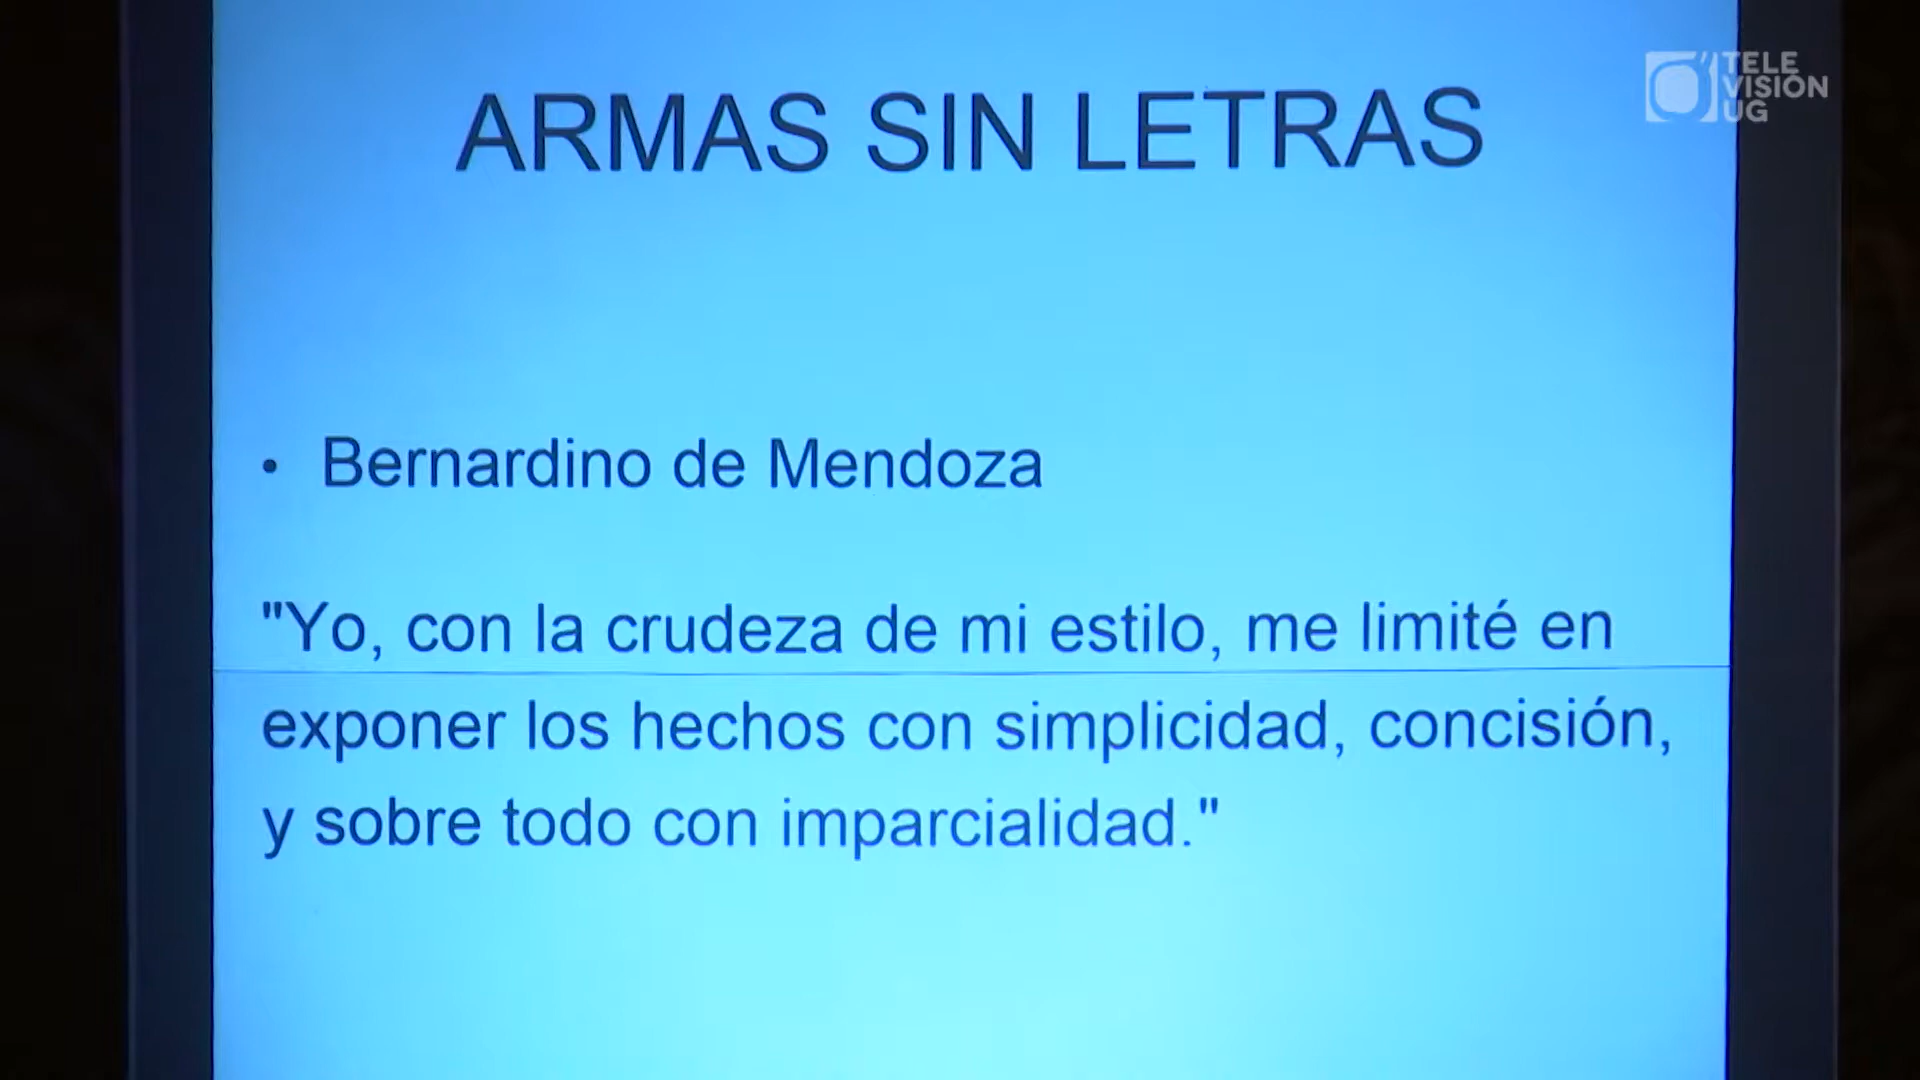 TELE
VISIÓN
UG
ARMAS SIN LETRAS
• Bernardino de Mendoza
"Yo, con la crudeza de mi estilo, me limité en
exponer los hechos con simplicidad, concisión,
y sobre todo con imparcialidad."